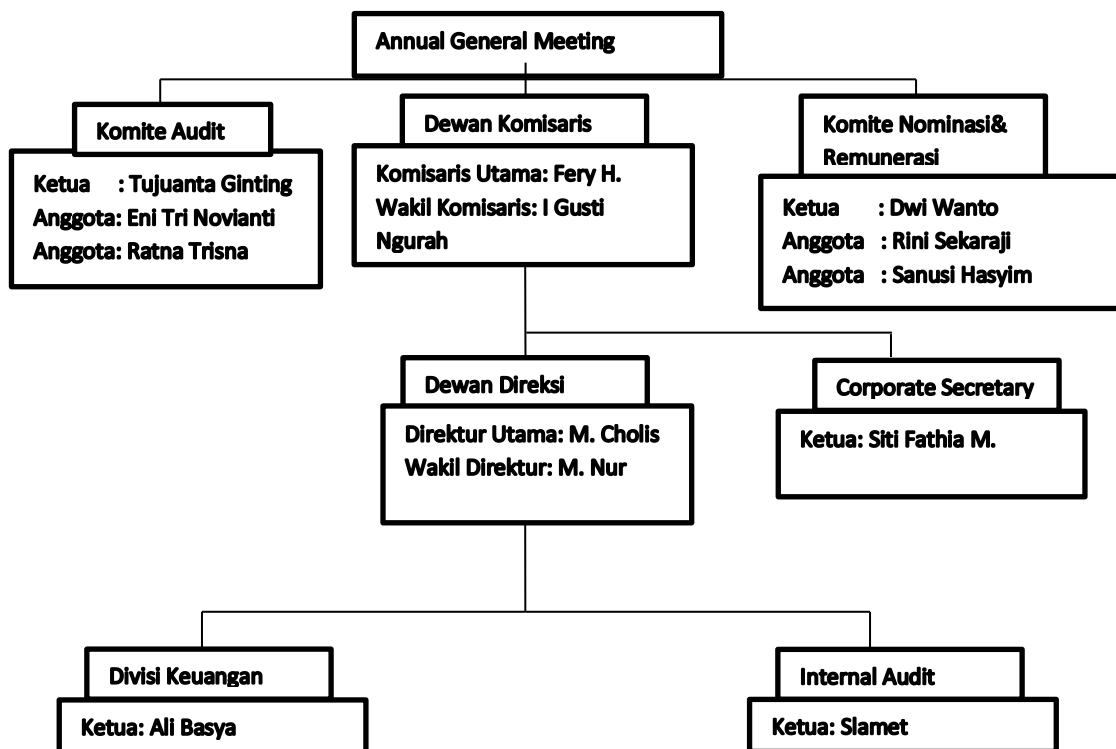 Annual General Meeting
Komite Audit
Ketua : Tujuanta Ginting
Anggota: Eni Tri Novianti
Anggota: Ratna Trisna
Dewan Komisaris
Komisaris Utama: Fery H.
Wakil Komisaris: I Gusti
Ngurah
Komite Nominasi&
Remunerasi
Ketua : Dwi Wanto
Anggota : Rini Sekaraji
Anggota : Sanusi Hasyim
Dewan Direksi
Direktur Utama: M. Cholis
Wakil Direktur: M. Nur
Corporate Secretary
Ketua: Siti Fathia M.
Divisi Keuangan
Ketua: Ali Basya
Internal Audit
Ketua: Slamet